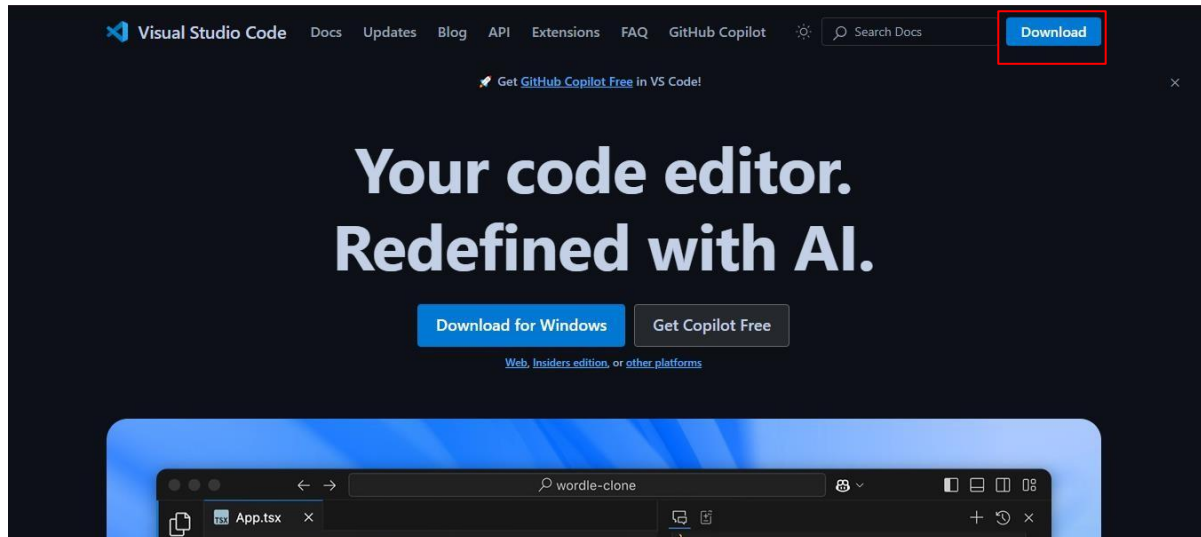 Visual Studio Code Docs Updates Blog API Extensions FAQ GitHub Copilot Search Docs Download
🚀 Get GitHub Copilot Free in VS Code!
Your code editor.
Redefined with AI.
Download for Windows Get Copilot Free
Web, Insiders edition, or other platforms
wordle-clone
TSX App.tsx